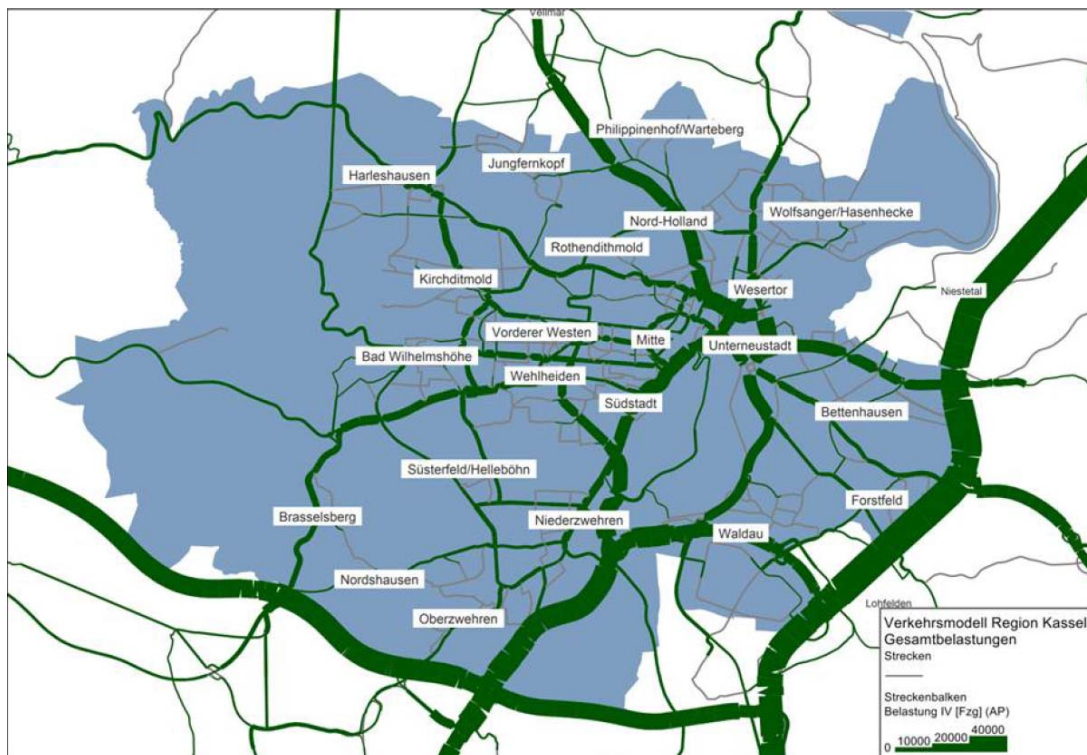 Vellmar
Philippinenhof/Warteberg
Jungfernkopf
Harleshausen
Wolfsanger/Hasenhecke
Nord-Holland
Rothendithmold
Kirchditmold
Wesertor
Niestetal
Vorderer Westen
Mitte
Unterneustadt
Bad Wilhelmshöhe
Wehlheiden
Südstadt
Bettenhausen
Süsterfeld/Helleböhn
Forstfeld
Brasselsberg
Niederzwehren
Waldau
Nordshausen
Lohfelden
Oberzwehren
Verkehrsmodell Region Kassel
Gesamtbelastungen
Strecken
Streckenbalken
Belastung IV [Fzg] (AP)
0 10000 20000 40000